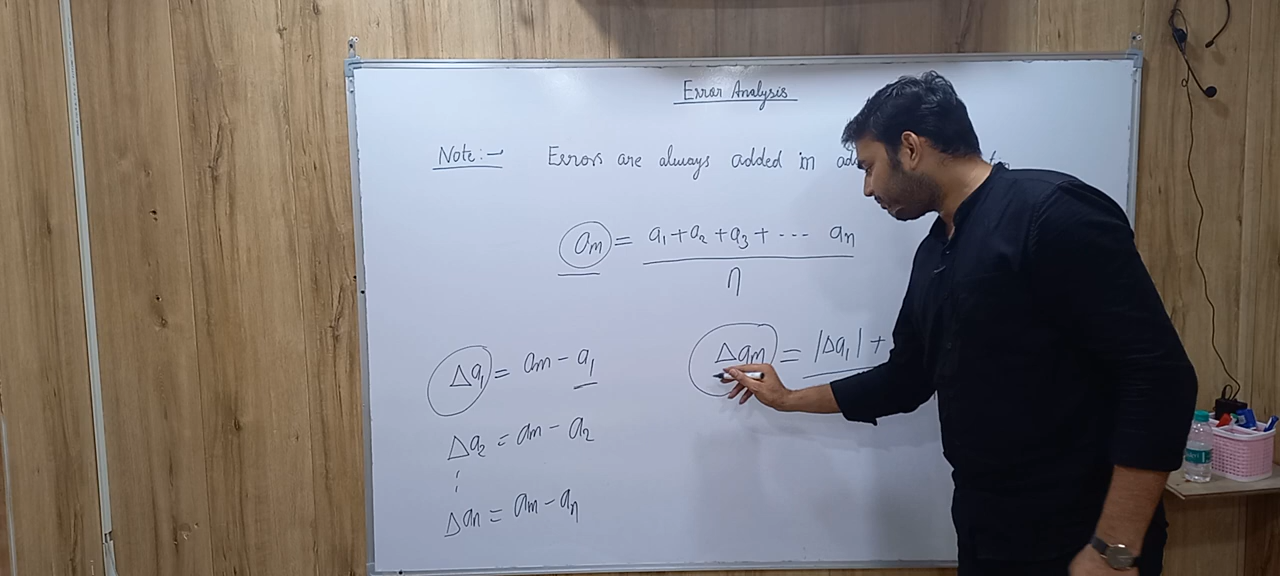 Error Analysis
Note:- Errors are always added in
am = a1 + a2 + a3 + --- an
n
Δa1 = am - a1
Δam = |Δa1| +
Δa2 = am - a2
Δan = am - an